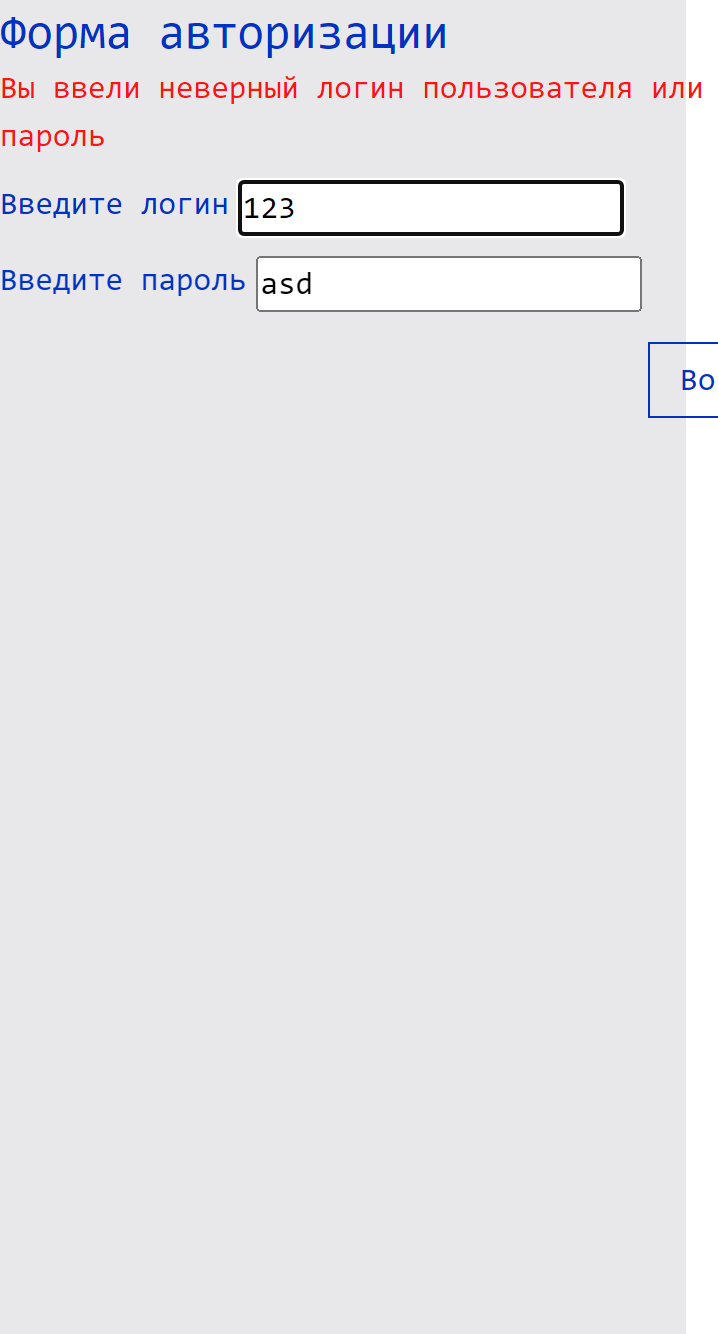 Форма авторизации
Вы ввели неверный логин пользователя или
пароль
Введите логин 123
Введите пароль asd
Во